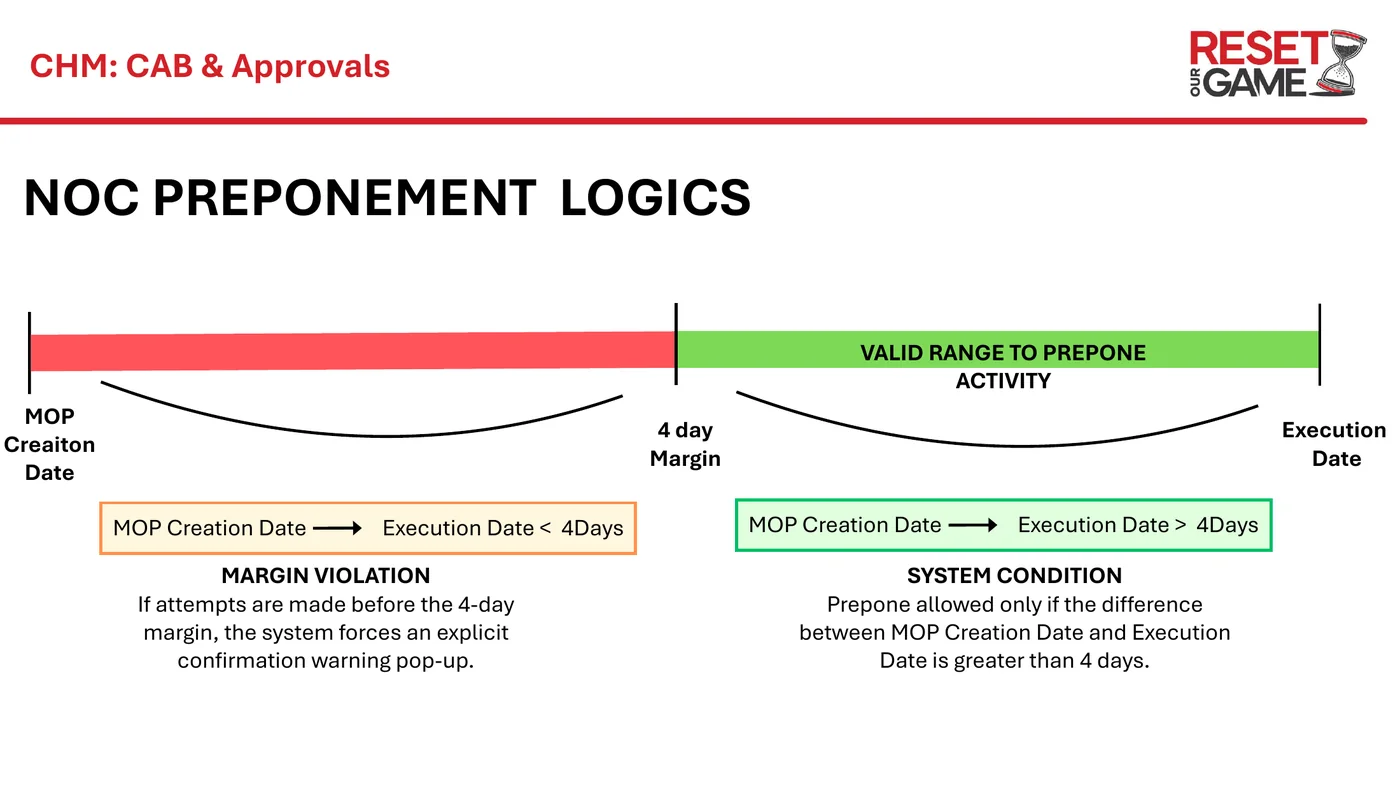 CHM: CAB & Approvals
RESET
OUR
GAME
NOC PREPONEMENT LOGICS
VALID RANGE TO PREPONE
ACTIVITY
MOP
Creaiton
Date
4 day
Margin
Execution
Date
MOP Creation Date → Execution Date < 4Days
MARGIN VIOLATION
If attempts are made before the 4-day
margin, the system forces an explicit
confirmation warning pop-up.
MOP Creation Date → Execution Date > 4Days
SYSTEM CONDITION
Prepone allowed only if the difference
between MOP Creation Date and Execution
Date is greater than 4 days.